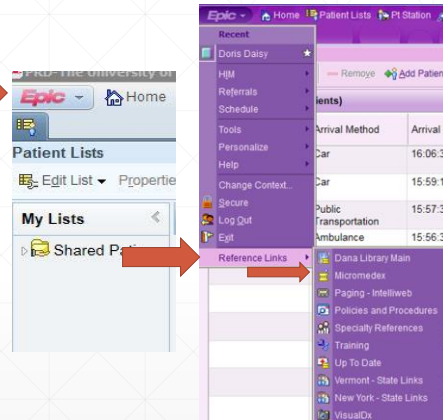 PRD-The University of
Epic
Home
Patient Lists
Edit List
Propertie
My Lists
Shared
Epic
Home
Patient Lists
Pt Station
Recent
Doris Daisy
HIM
Referrals
Schedule
Tools
Personalize
Help
Change Context...
Secure
Log Out
Exit
Reference Links
Remove
Add Patien
ients)
Arrival Method
Arrival
Car
16:06:3
Car
15:59:1
Public
Transportation
15:57:3
Ambulance
15:56:3
Dana Library Main
Micromedex
Paging - Intelliweb
Policies and Procedures
Specialty References
Training
Up To Date
Vermont - State Links
New York - State Links
VisualDx